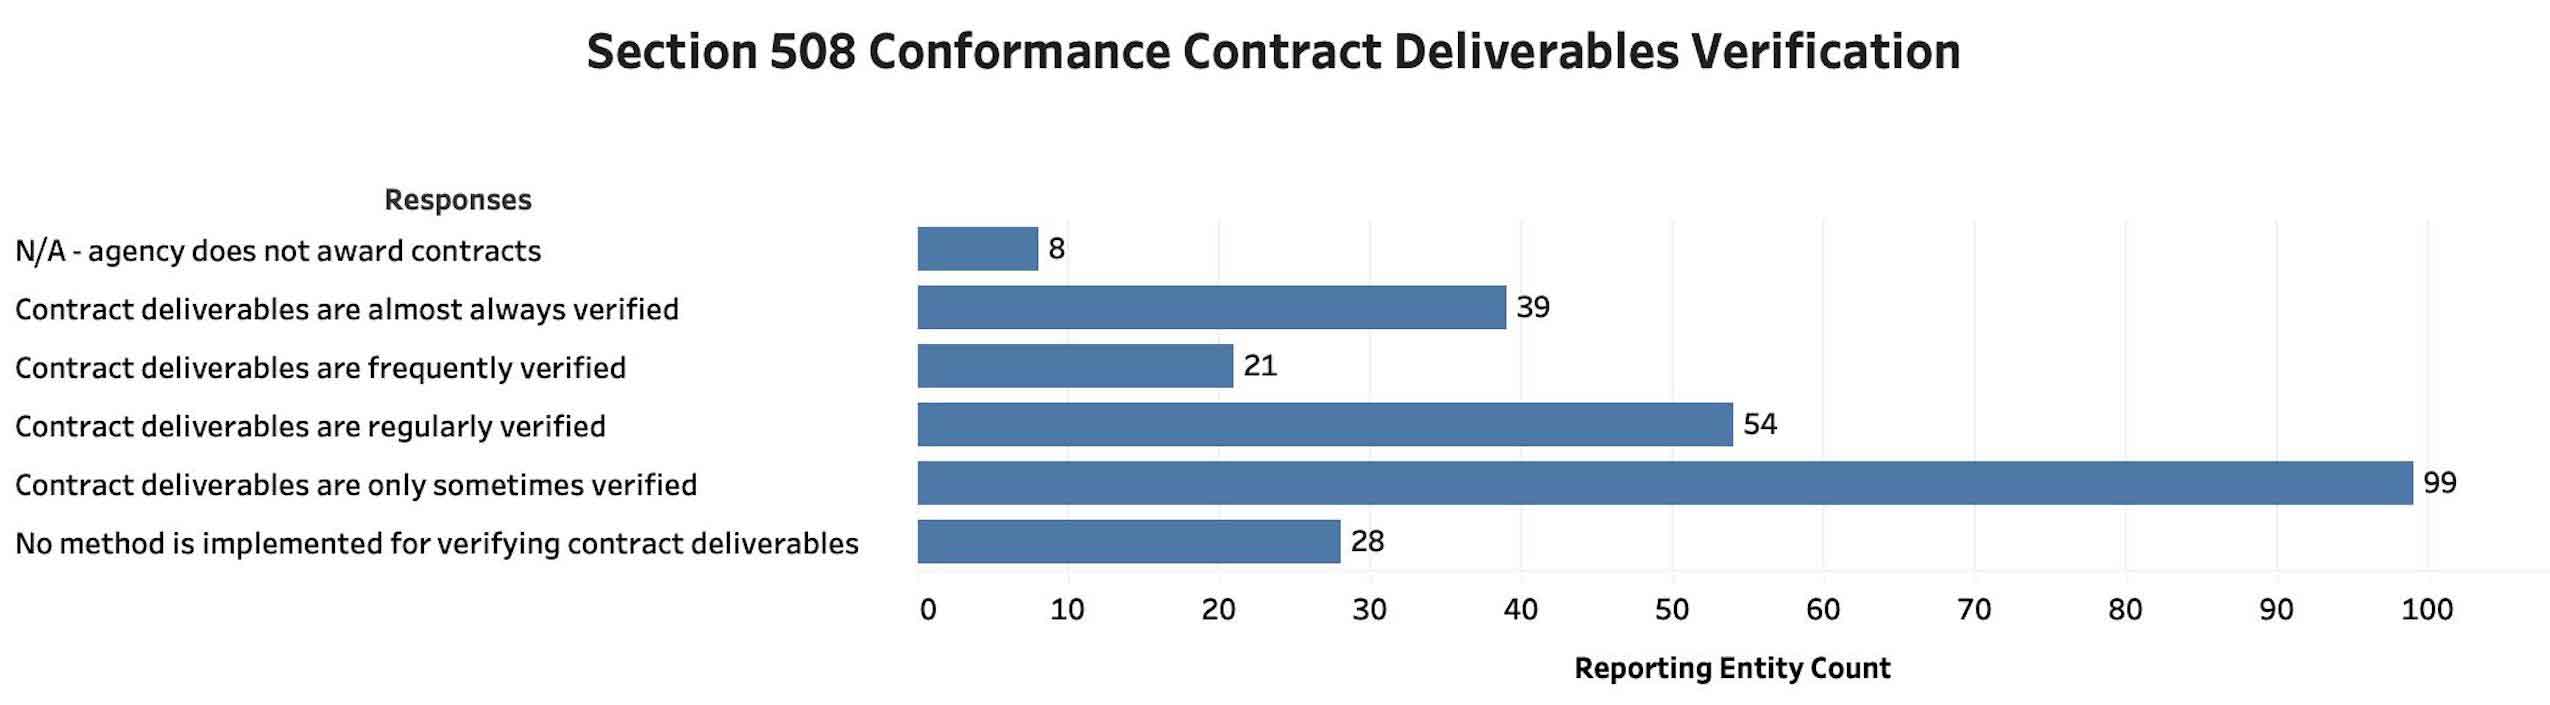 Section 508 Conformance Contract Deliverables Verification
Responses
N/A - agency does not award contracts 8
Contract deliverables are almost always verified 39
Contract deliverables are frequently verified 21
Contract deliverables are regularly verified 54
Contract deliverables are only sometimes verified 99
No method is implemented for verifying contract deliverables 28
0 10 20 30 40 50 60 70 80 90 100
Reporting Entity Count